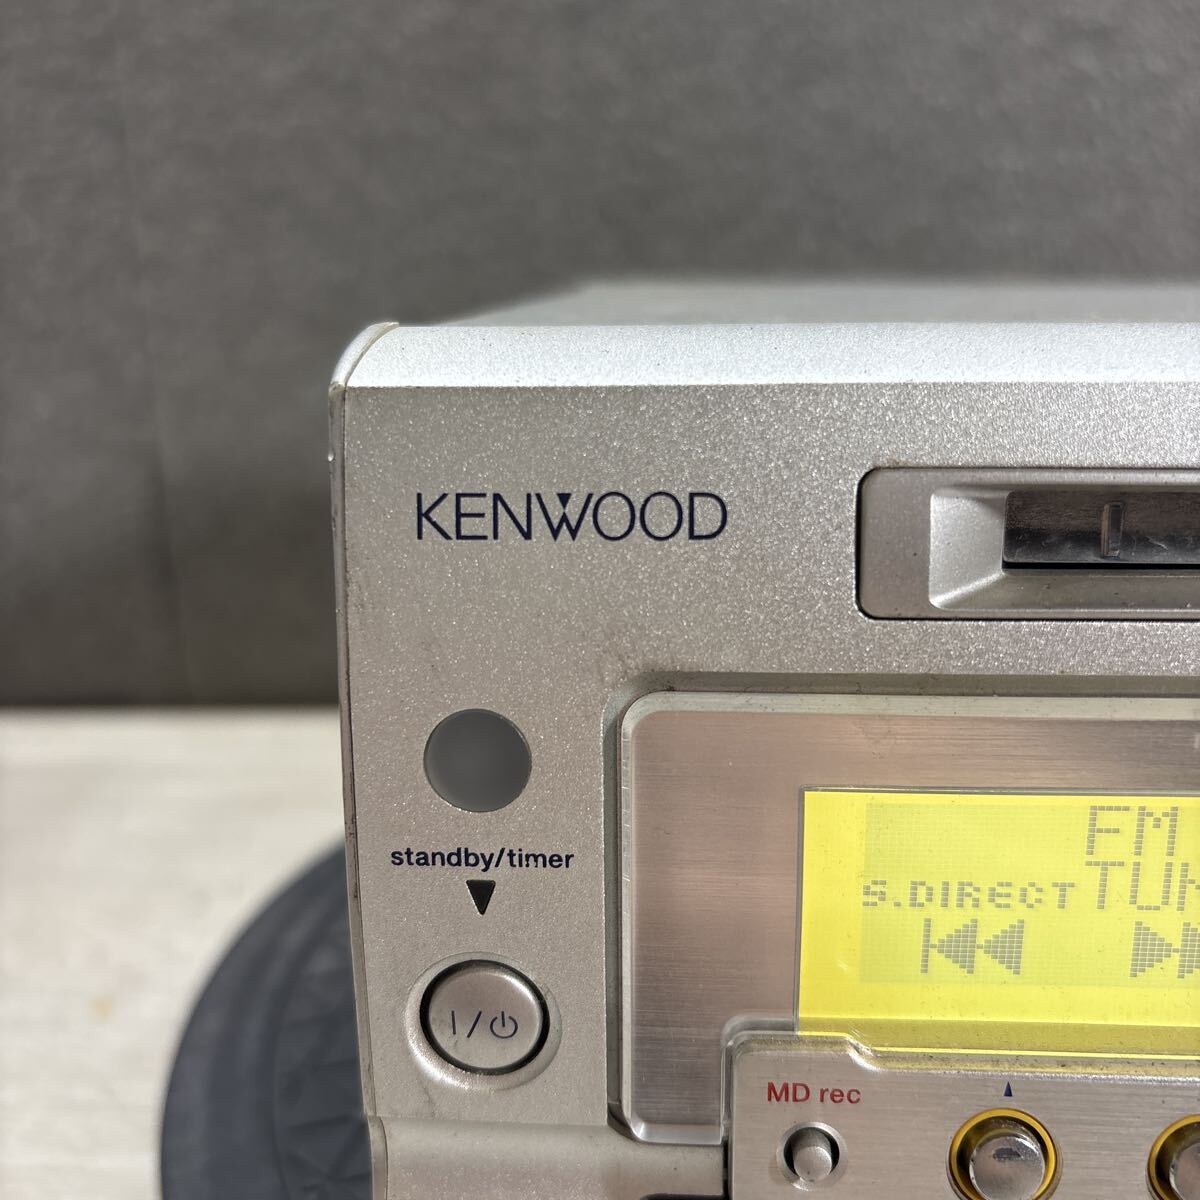 KENWOOD
standby/timer
FM
S.DIRECT
MD rec